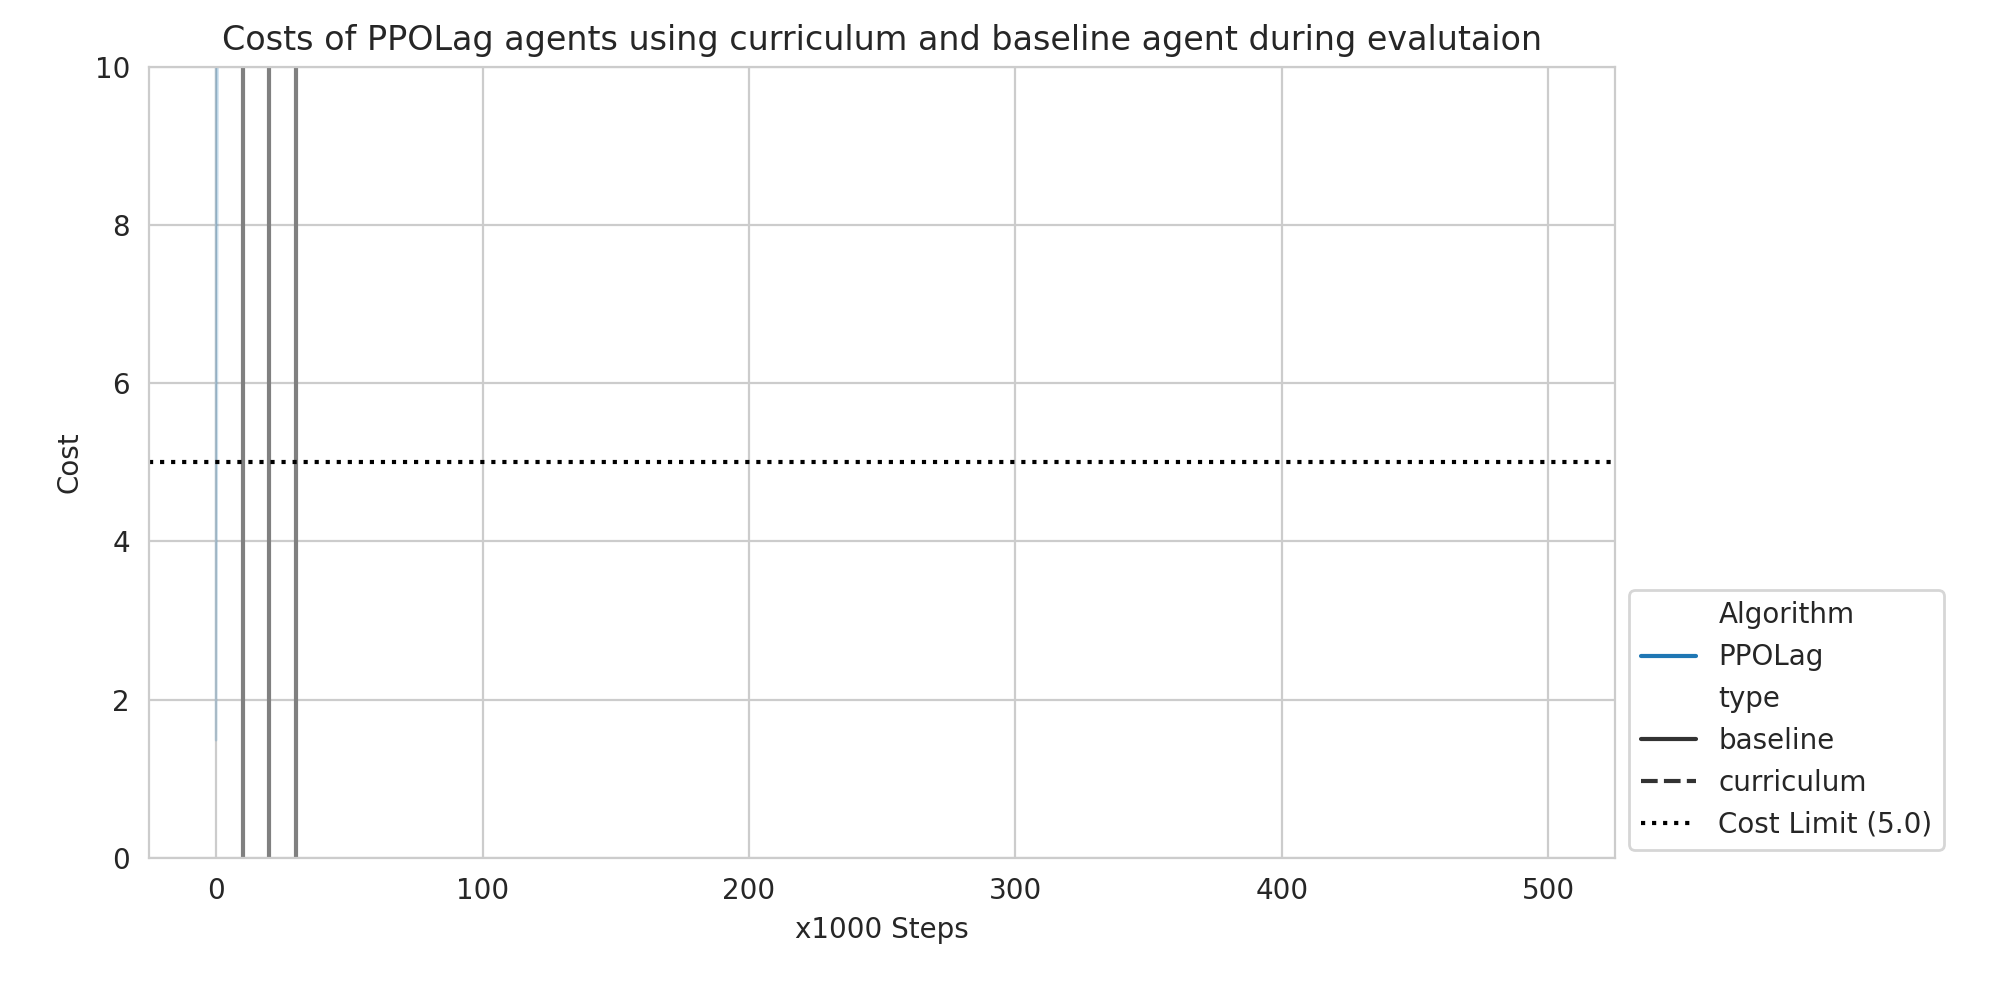 Costs of PPOLag agents using curriculum and baseline agent during evalutaion
10
8
6
4
2
0
Cost
0 100 200 300 400 500
x1000 Steps
Algorithm
PPOLag
type
baseline
curriculum
Cost Limit (5.0)